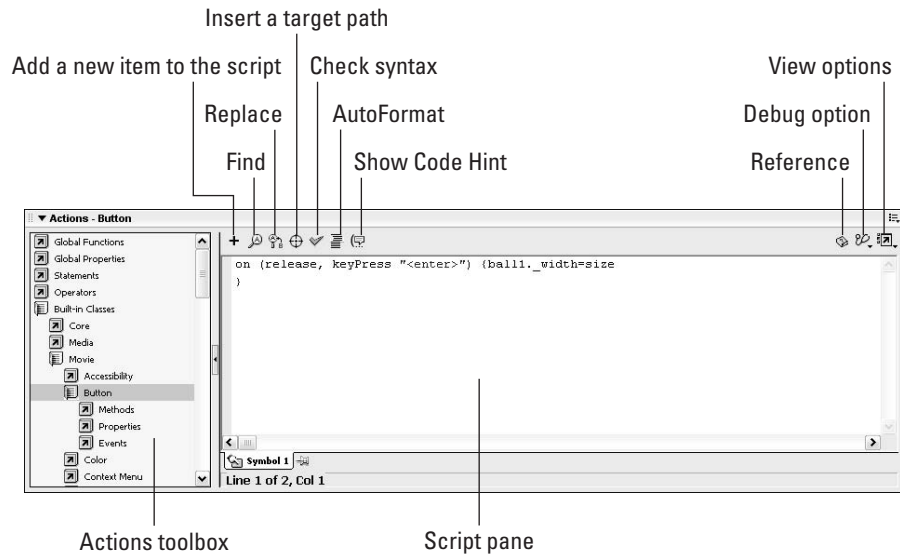 Insert a target path
Add a new item to the script
Check syntax
View options
Replace
AutoFormat
Debug option
Find
Show Code Hint
Reference
Actions - Button
Global Functions
Global Properties
Statements
Operators
Built-in Classes
Core
Media
Movie
Accessibility
Button
Methods
Properties
Events
Color
Context Menu
on (release, keyPress "<enter>") {ball1._width=size
)
Symbol 1
Line 1 of 2, Col 1
Actions toolbox
Script pane